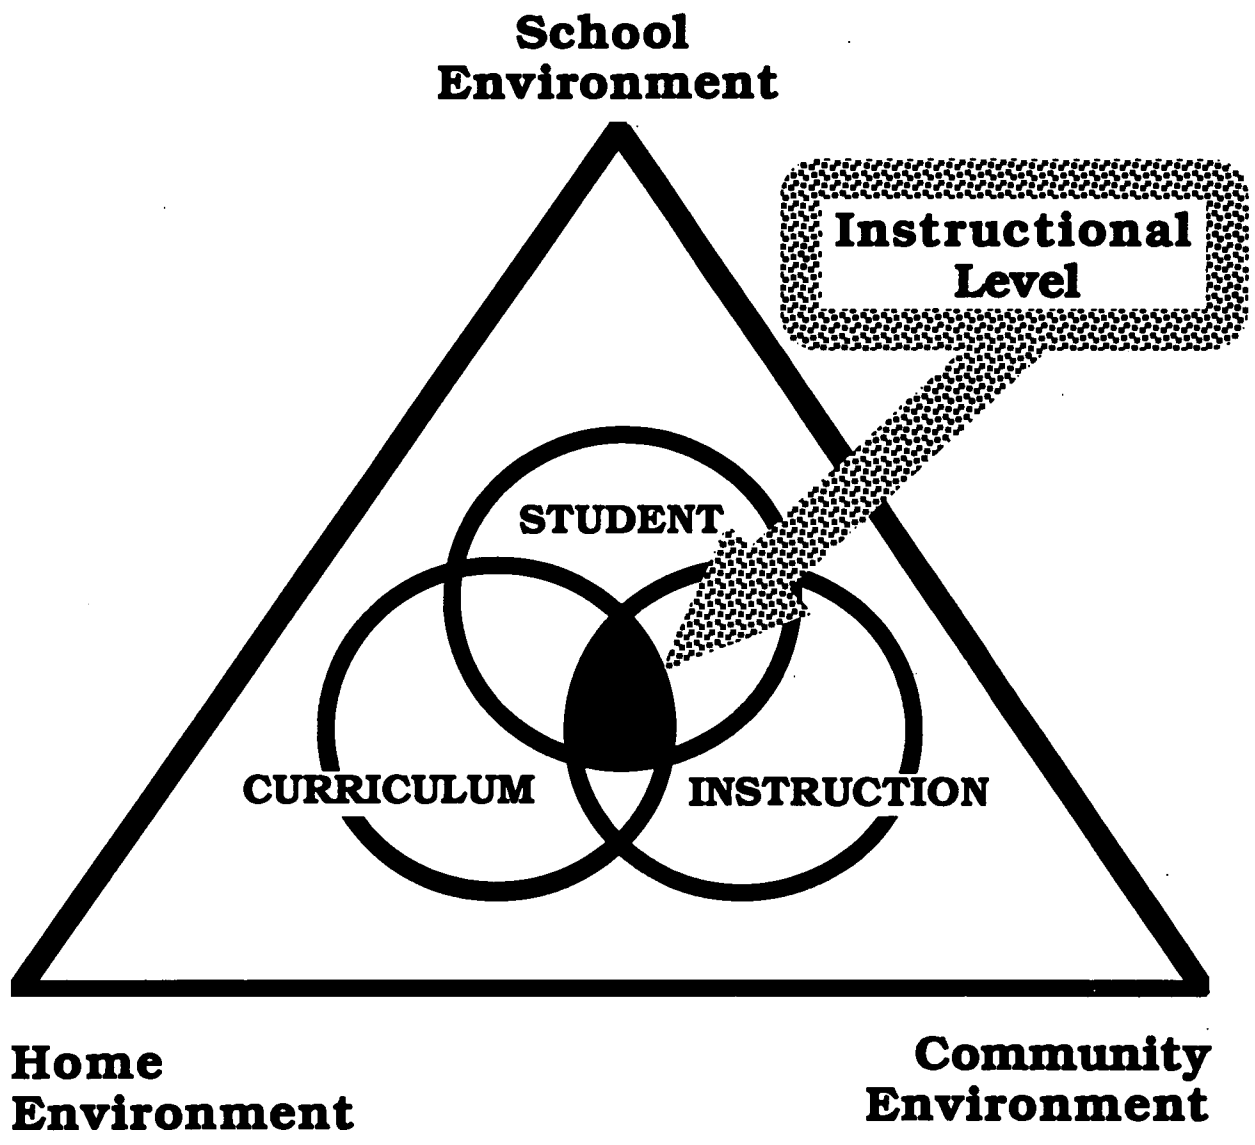 School
Environment
Instructional
Level
STUDENT
CURRICULUM
INSTRUCTION
Home
Environment
Community
Environment